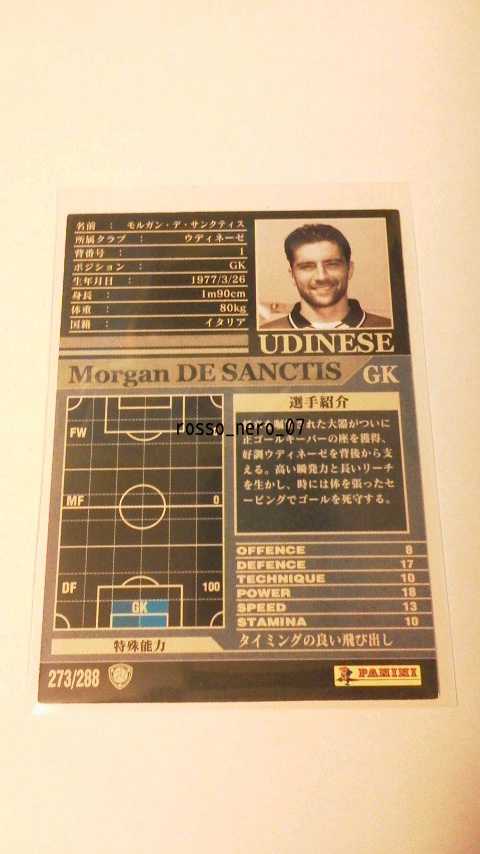 名前 : モルガン・デ・サンクティス
所属クラブ : ウディネーゼ
背番号 : 1
ポジション : GK
生年月日 : 1977/3/26
身長 : 1m90cm
体重 : 80kg
国籍 : イタリア
UDINESE
Morgan DE SANCTIS GK
FW
MF 0
DF 100
GK
選手紹介
rosso_nero_07
れた大器がついに
正ゴールキーパーの座を獲得、
好調ウディネーゼを背後から支
える。高い瞬発力と長いリーチ
を生かし、時には体を張ったセ
ービングでゴールを死守する。
OFFENCE 8
DEFENCE 17
TECHNIQUE 10
POWER 18
SPEED 13
STAMINA 10
特殊能力 タイミングの良い飛び出し
273/288
PANINI